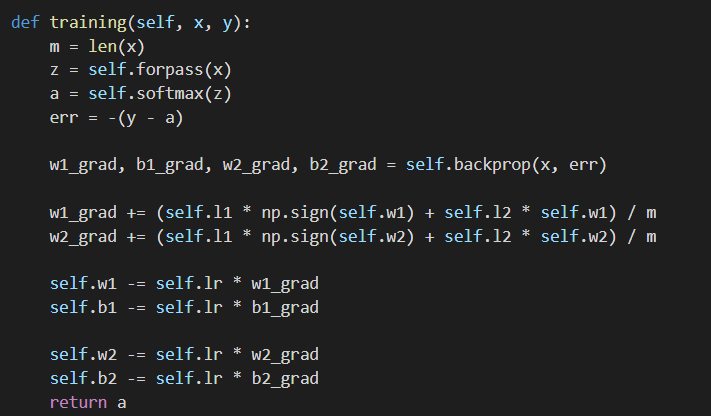 def training(self, x, y):
    m = len(x)
    z = self.forpass(x)
    a = self.softmax(z)
    err = -(y - a)

    w1_grad, b1_grad, w2_grad, b2_grad = self.backprop(x, err)

    w1_grad += (self.l1 * np.sign(self.w1) + self.l2 * self.w1) / m
    w2_grad += (self.l1 * np.sign(self.w2) + self.l2 * self.w2) / m

    self.w1 -= self.lr * w1_grad
    self.b1 -= self.lr * b1_grad

    self.w2 -= self.lr * w2_grad
    self.b2 -= self.lr * b2_grad
    return a